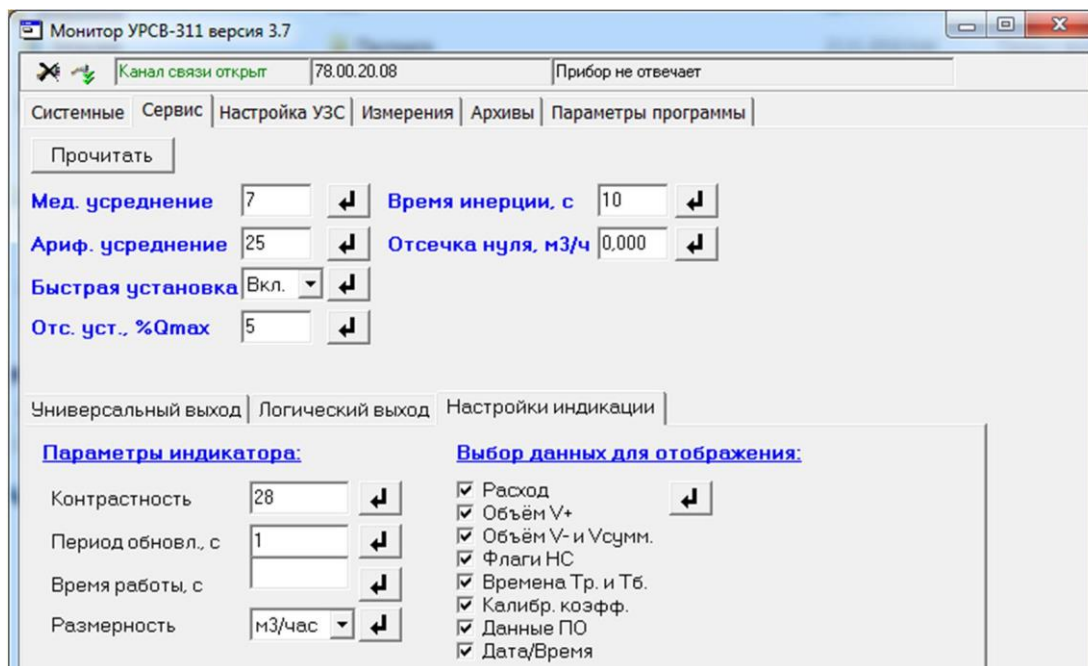 Монитор УРСВ-311 версия 3.7
Канал связи открыт 78.00.20.08 Прибор не отвечает
Системные Сервис Настройка УЗС Измерения Архивы Параметры программы
Прочитать
Мед. усреднение 7 Время инерции, с 10
Ариф. усреднение 25 Отсечка нуля, м3/ч 0,000
Быстрая установка Вкл.
Отс. уст., %Qmax 5
Универсальный выход Логический выход Настройки индикации
Параметры индикатора: Выбор данных для отображения:
Контрастность 28
Период обновл., с 1
Время работы, с
Размерность м3/час
Расход
Объём V+
Объём V- и Vсумм.
Флаги НС
Времена Тр. и Тб.
Калибр. коэфф.
Данные ПО
Дата/Время